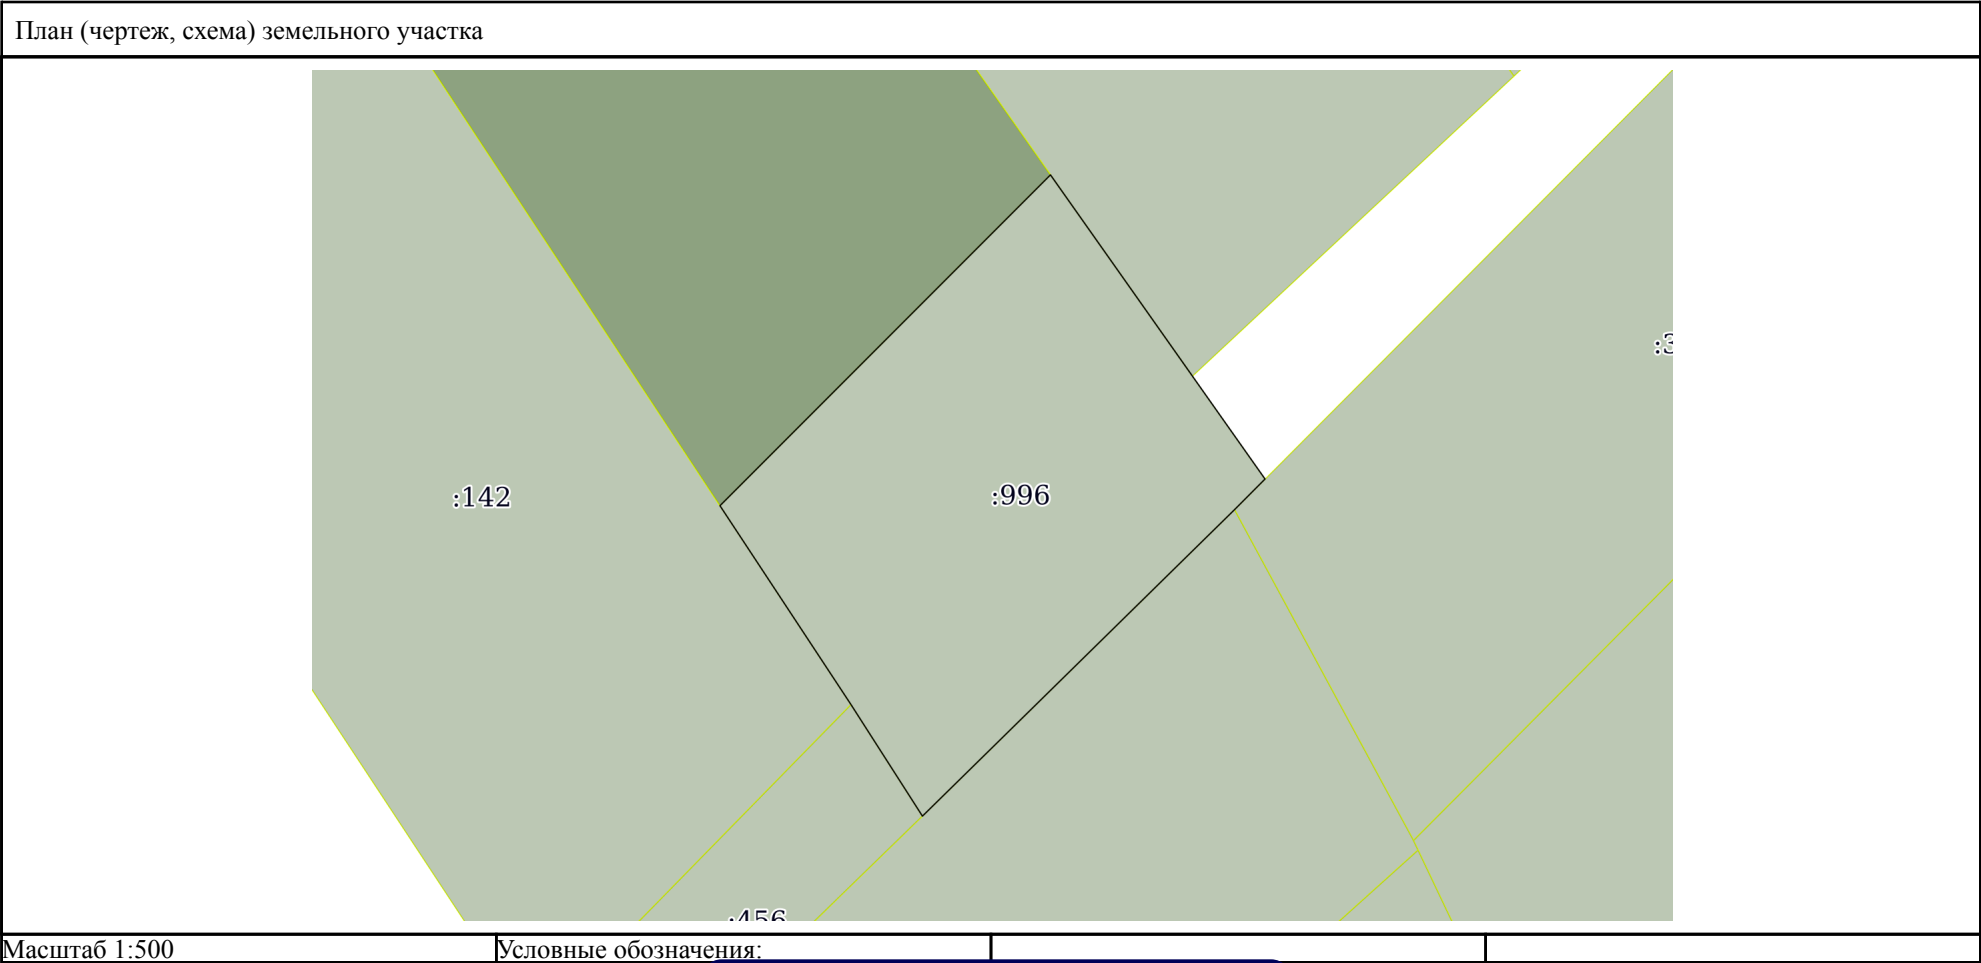 План (чертеж, схема) земельного участка
:142
:996
Масштаб 1:500
Условные обозначения: